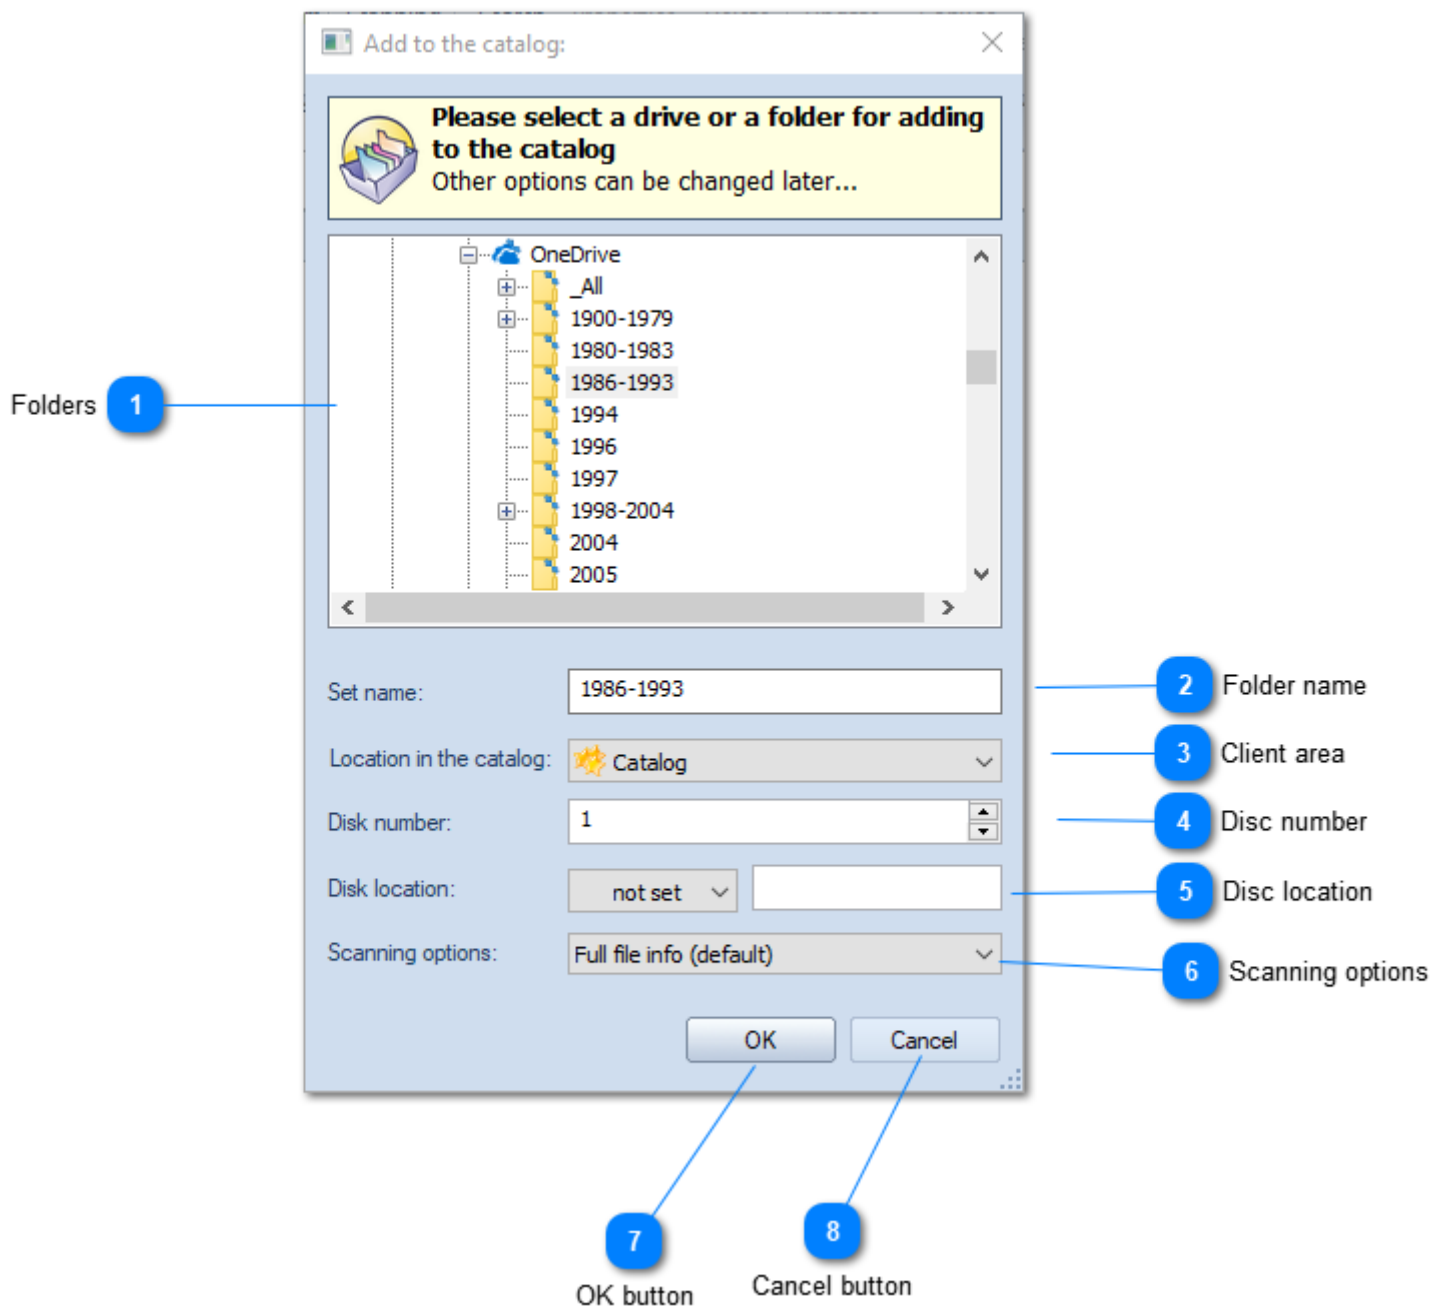 Add to the catalog:
Please select a drive or a folder for adding
to the catalog
Other options can be changed later...
OneDrive
_All
1900-1979
1980-1983
1986-1993
1994
1996
1997
1998-2004
2004
2005
Folders 1
Set name: 1986-1993
2 Folder name
Location in the catalog: Catalog
3 Client area
Disk number: 1
4 Disc number
Disk location: not set
5 Disc location
Scanning options: Full file info (default)
6 Scanning options
OK Cancel
7
OK button
8
Cancel button